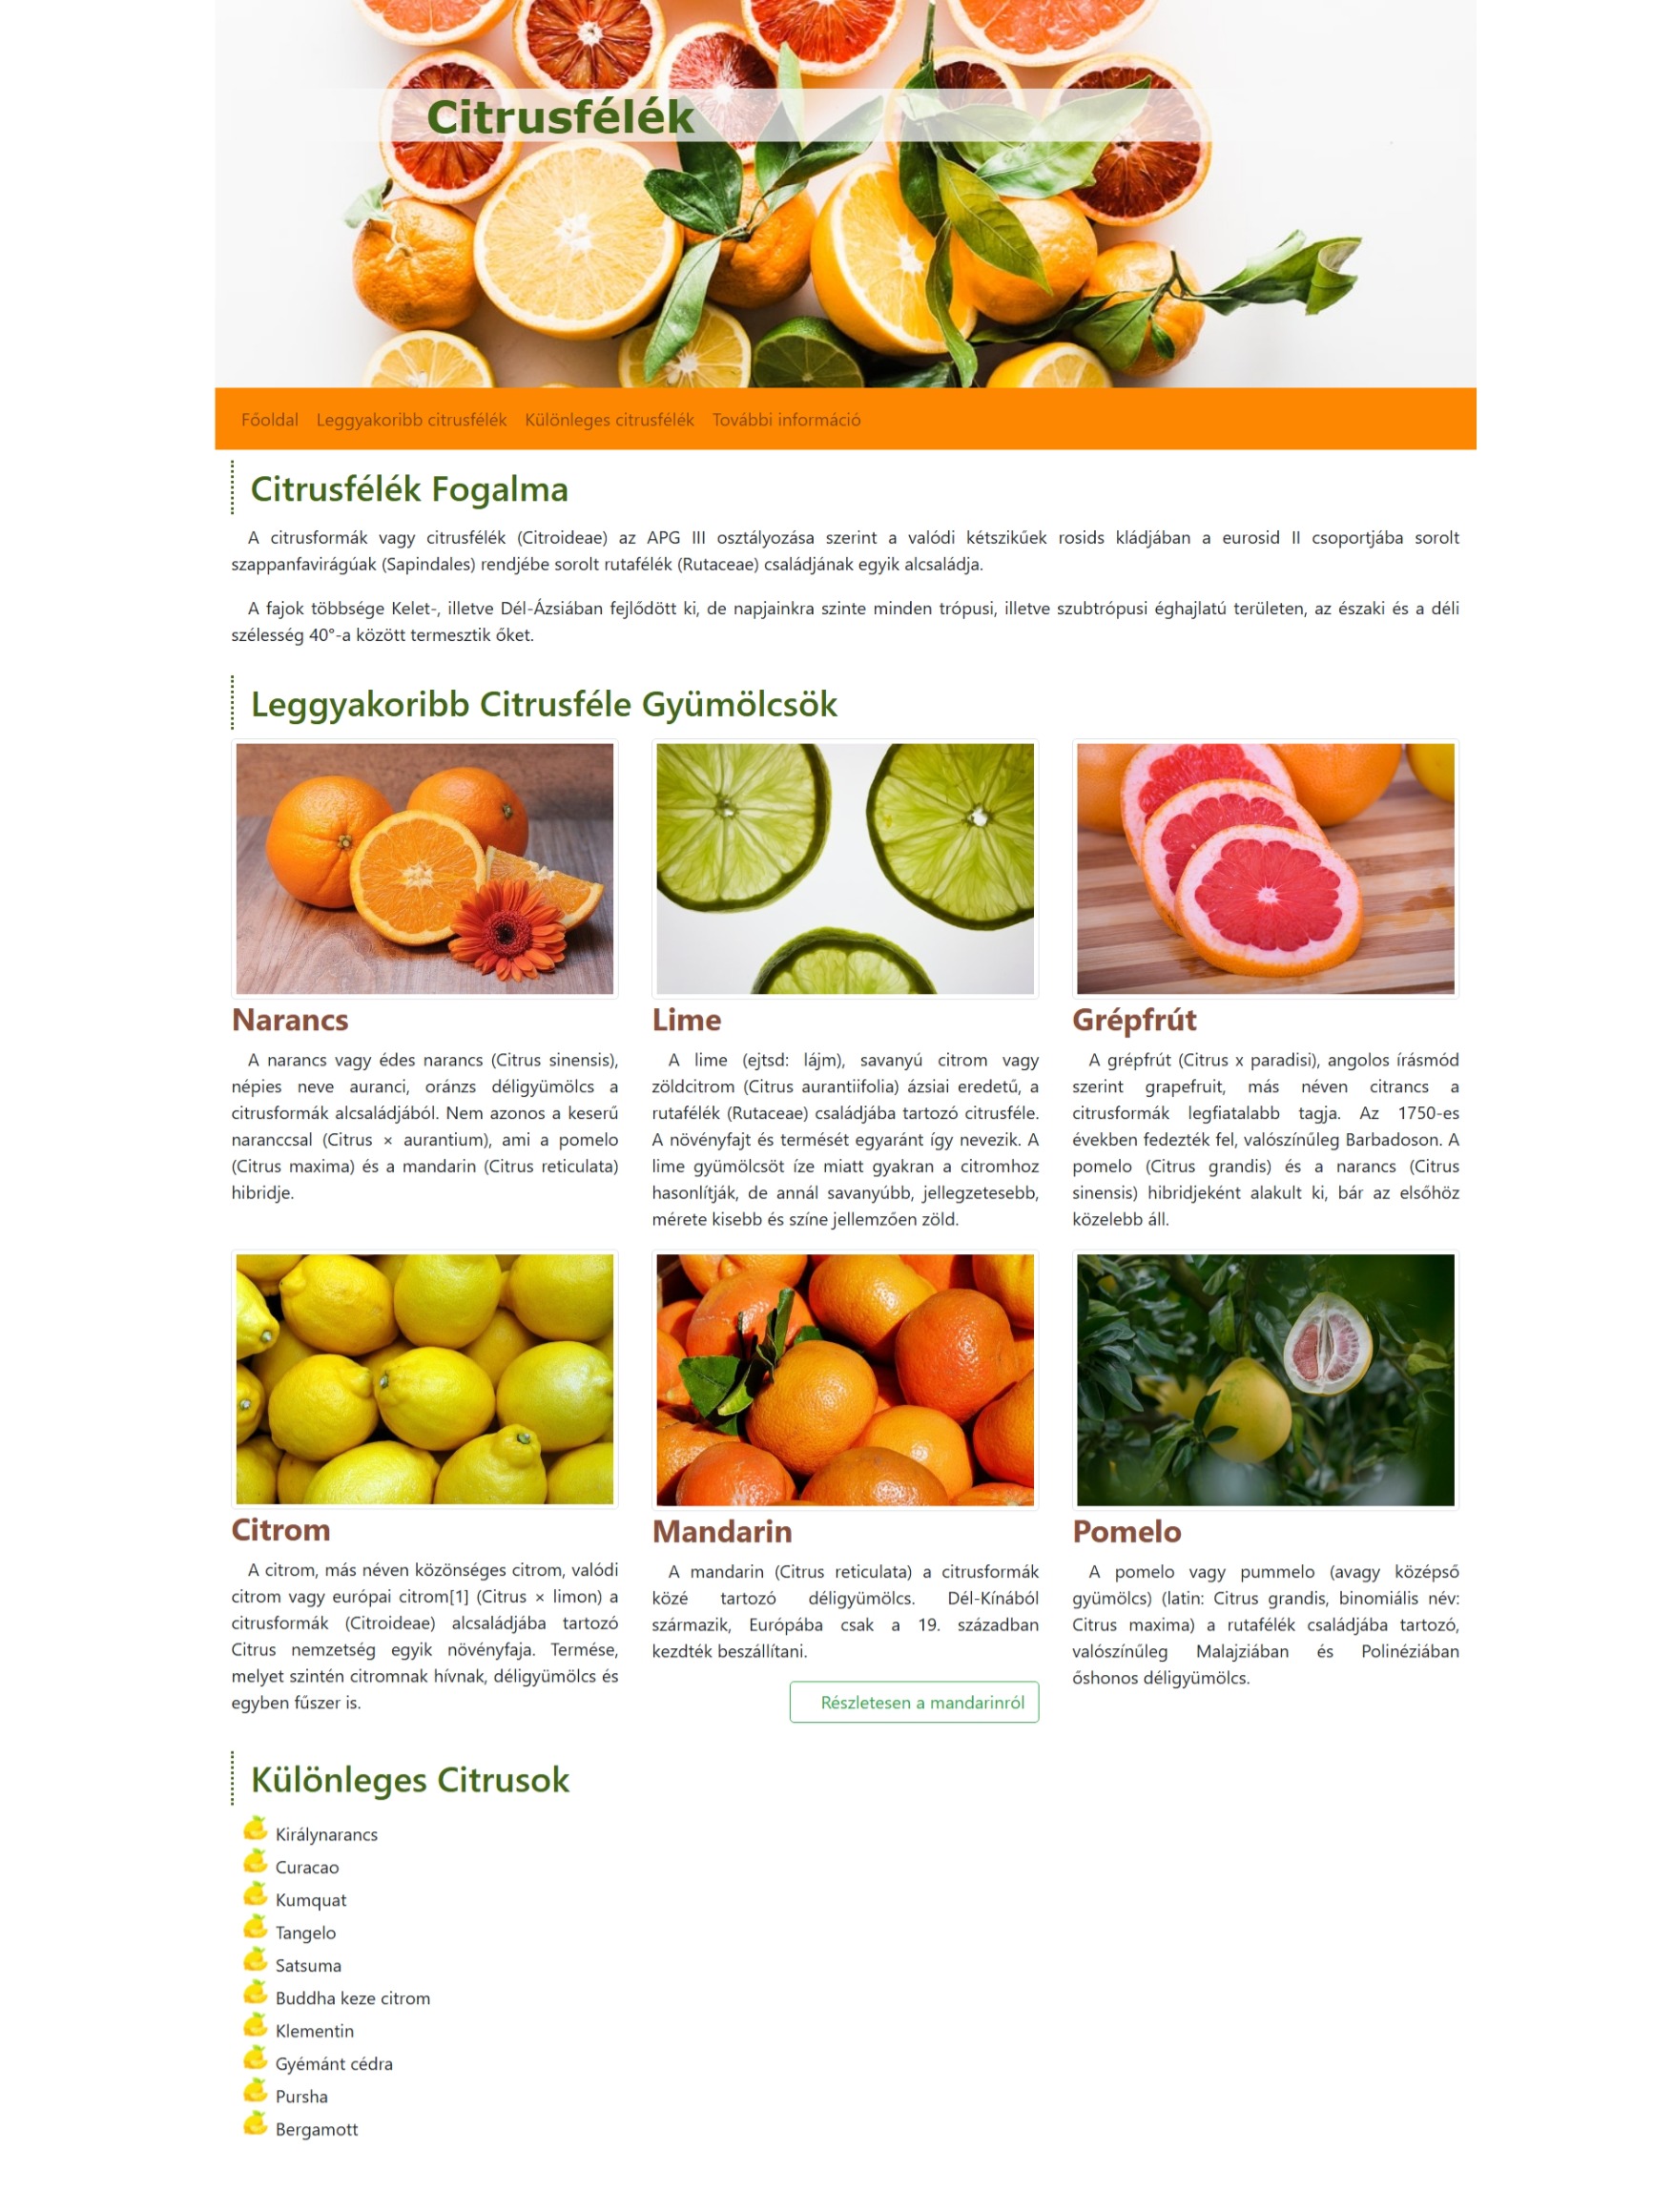 Citrusfélék
Főoldal Leggyakoribb citrusfélék Különleges citrusfélék További információ
Citrusfélék Fogalma
A citrusformák vagy citrusfélék (Citroideae) az APG III osztályozása szerint a valódi kétszikűek rosids kládjában a eurosid II csoportjába sorolt
szappanfavirágúak (Sapindales) rendjébe sorolt rutafélék (Rutaceae) családjának egyik alcsaládja.
A fajok többsége Kelet-, illetve Dél-Ázsiában fejlődött ki, de napjainkra szinte minden trópusi, illetve szubtrópusi éghajlatú területen, az északi és a déli
szélesség 40°-a között termesztik őket.
Leggyakoribb Citrusféle Gyümölcsök
Narancs
A narancs vagy édes narancs (Citrus sinensis),
népies neve auranci, oránzs déligyümölcs a
citrusformák alcsaládjából. Nem azonos a keserű
naranccsal (Citrus × aurantium), ami a pomelo
(Citrus maxima) és a mandarin (Citrus reticulata)
hibridje.
Lime
A lime (ejtsd: lájm), savanyú citrom vagy
zöldcitrom (Citrus aurantiifolia) ázsiai eredetű, a
rutafélék (Rutaceae) családjába tartozó citrusféle.
A növényfajt és termését egyaránt így nevezik. A
lime gyümölcsöt íze miatt gyakran a citromhoz
hasonlítják, de annál savanyúbb, jellegzetesebb,
mérete kisebb és színe jellemzően zöld.
Grépfrút
A grépfrút (Citrus x paradisi), angolos írásmód
szerint grapefruit, más néven citrancs a
citrusformák legfiatalabb tagja. Az 1750-es
években fedezték fel, valószínűleg Barbadoson. A
pomelo (Citrus grandis) és a narancs (Citrus
sinensis) hibridjeként alakult ki, bár az elsőhöz
közelebb áll.
Citrom
A citrom, más néven közönséges citrom, valódi
citrom vagy európai citrom[1] (Citrus × limon) a
citrusformák (Citroideae) alcsaládjába tartozó
Citrus nemzetség egyik növényfaja. Termése,
melyet szintén citromnak hívnak, déligyümölcs és
egyben fűszer is.
Mandarin
A mandarin (Citrus reticulata) a citrusformák
közé tartozó déligyümölcs. Dél-Kínából
származik, Európába csak a 19. században
kezdték beszállítani.
Részletesen a mandarinról
Pomelo
A pomelo vagy pummelo (avagy középső
gyümölcs) (latin: Citrus grandis, binomiális név:
Citrus maxima) a rutafélék családjába tartozó,
valószínűleg Malajziában és Polinéziában
őshonos déligyümölcs.
Különleges Citrusok
Királynarancs
Curacao
Kumquat
Tangelo
Satsuma
Buddha keze citrom
Klementin
Gyémánt cédra
Pursha
Bergamott